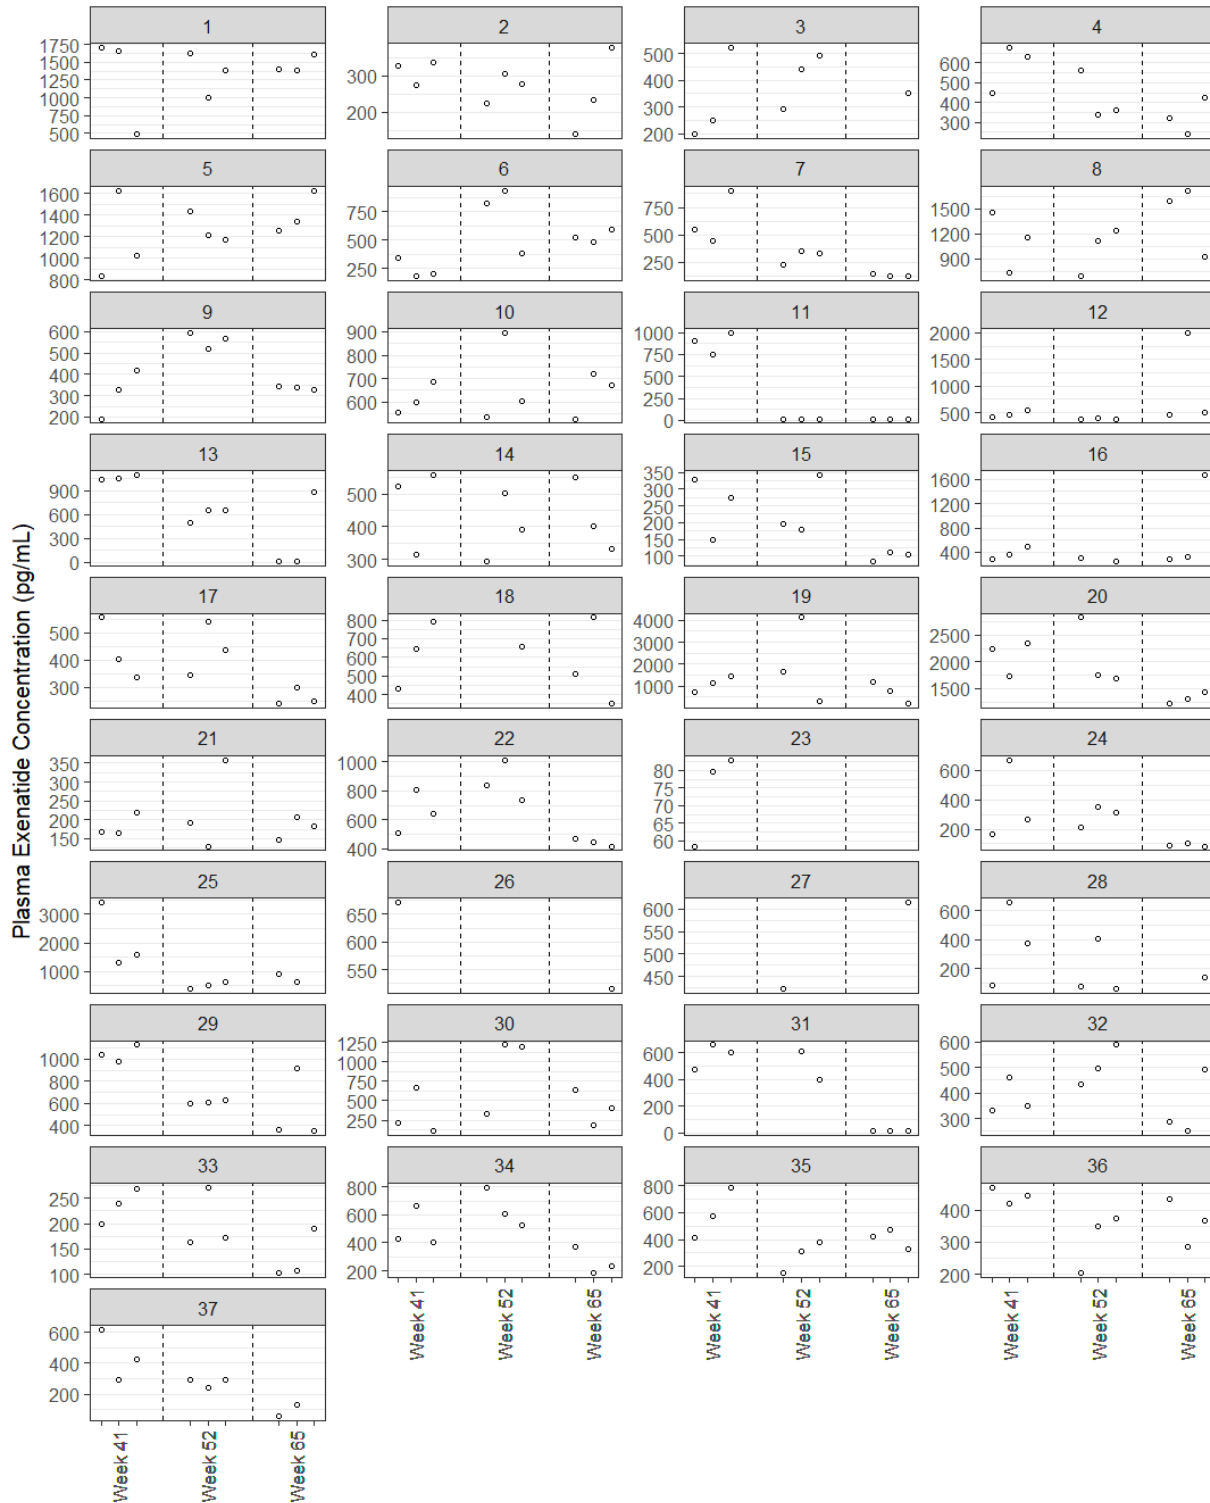 Plasma Exenatide Concentration (pg/mL)
1 2 3 4
1750 1500 1250 1000 750 500
300 200
500 400 300 200
600 500 400 300
5 6 7 8
1600 1400 1200 1000 800
750 500 250
750 500 250
1500 1200 900
9 10 11 12
600 500 400 300 200
900 800 700 600
1000 750 500 250 0
2000 1500 1000 500
13 14 15 16
900 600 300 0
500 400 300
350 300 250 200 150 100
1600 1200 800 400
17 18 19 20
500 400 300
800 700 600 500 400
4000 3000 2000 1000
2500 2000 1500
21 22 23 24
350 300 250 200 150
1000 800 600 400
80 75 70 65 60
600 400 200
25 26 27 28
3000 2000 1000
650 600 550
600 550 500 450
600 400 200
29 30 31 32
1000 800 600 400
1250 1000 750 500 250
600 400 200 0
600 500 400 300
33 34 35 36
250 200 150 100
800 600 400 200
800 600 400 200
400 300 200
Week 41 Week 52 Week 65
Week 41 Week 52 Week 65
Week 41 Week 52 Week 65
37
600 400 200
Week 41 Week 52 Week 65